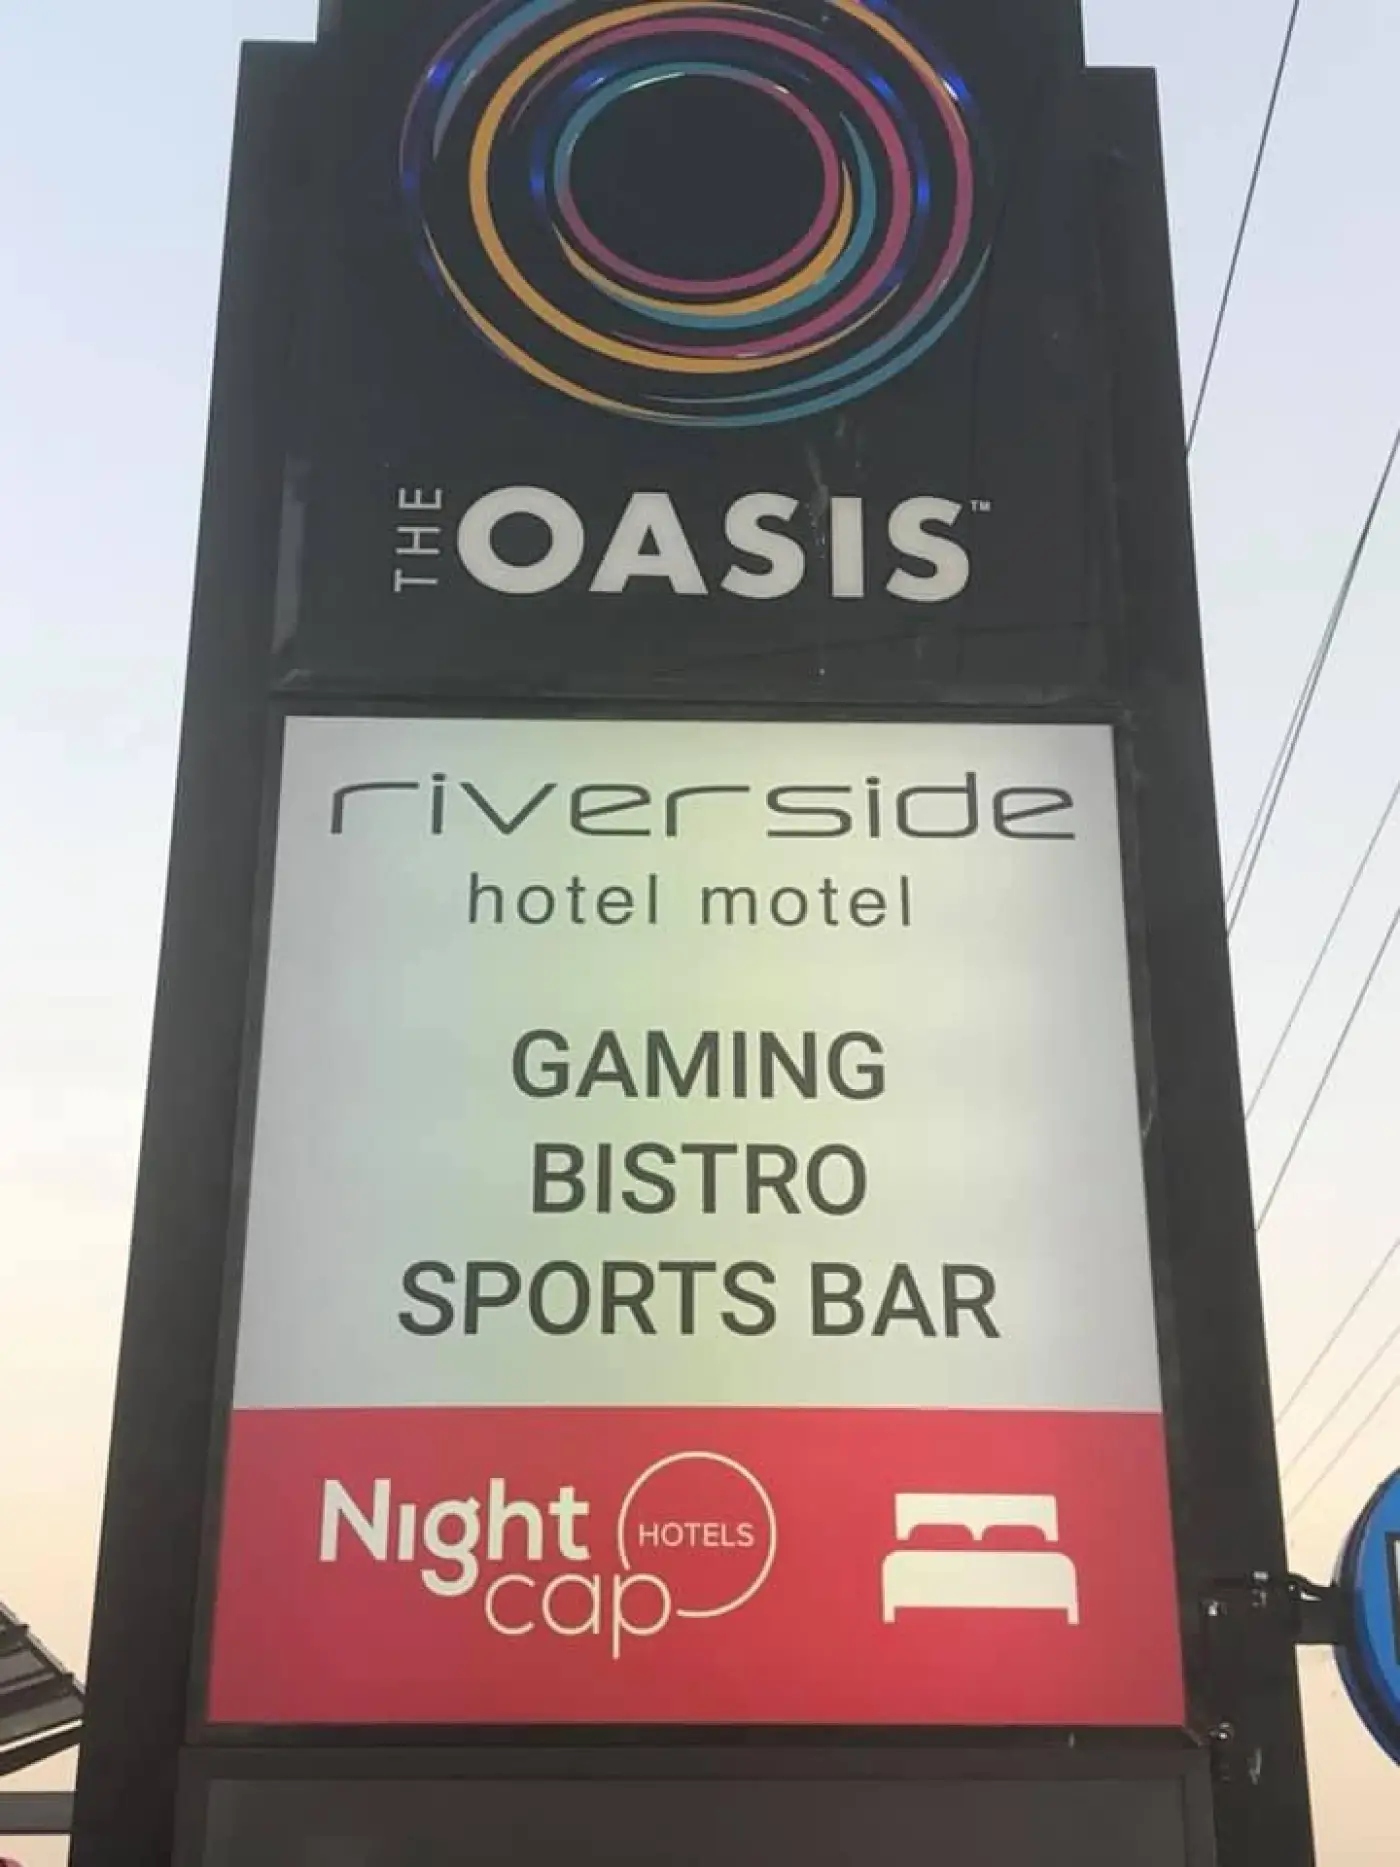 THE OASIS™
riverside
hotel motel
GAMING
BISTRO
SPORTS BAR
Night
cap HOTELS